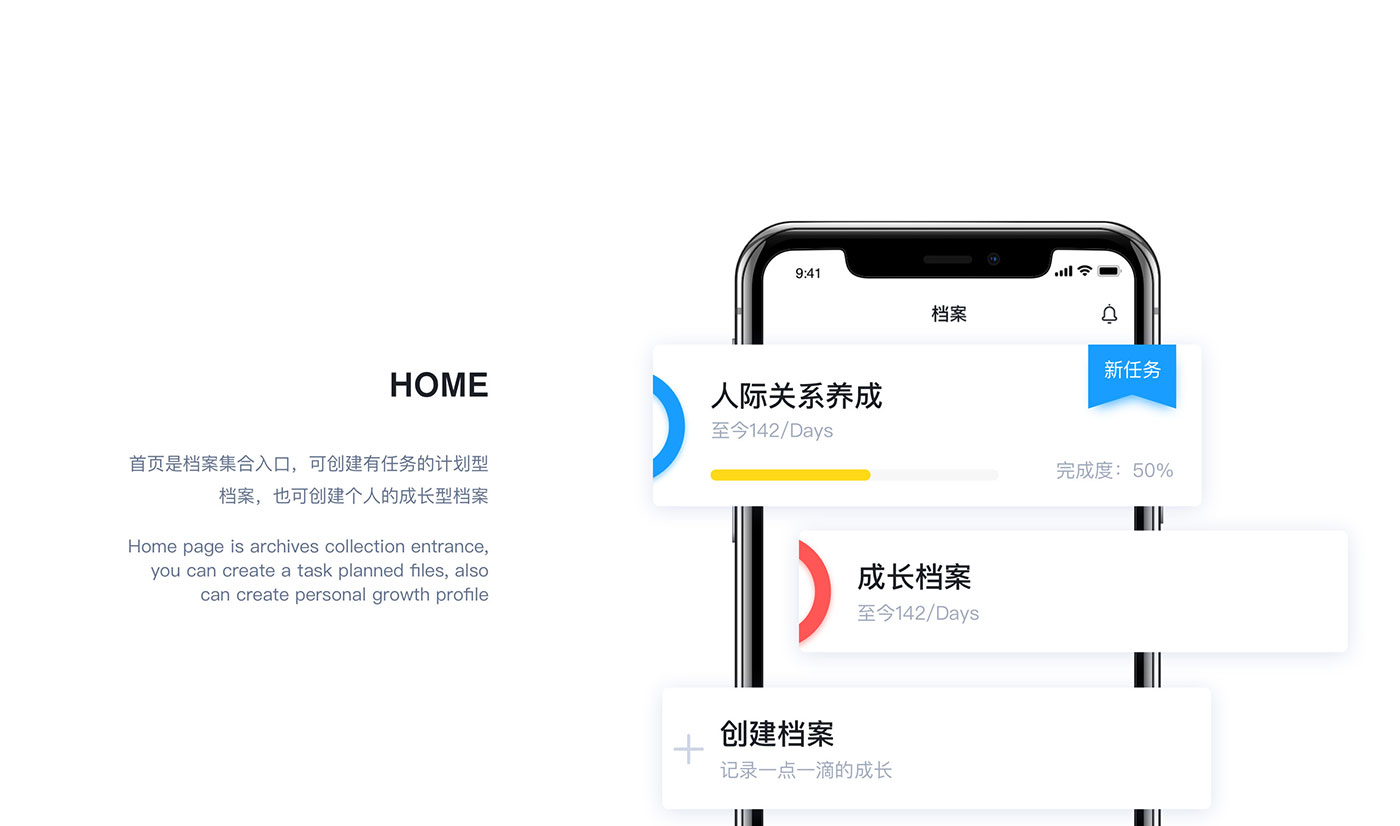 HOME
首页是档案集合入口，可创建有任务的计划型
档案，也可创建个人的成长型档案
Home page is archives collection entrance,
you can create a task planned files, also
can create personal growth profile
9:41
档案
新任务
人际关系养成
至今142/Days
完成度：50%
成长档案
至今142/Days
创建档案
记录一点一滴的成长